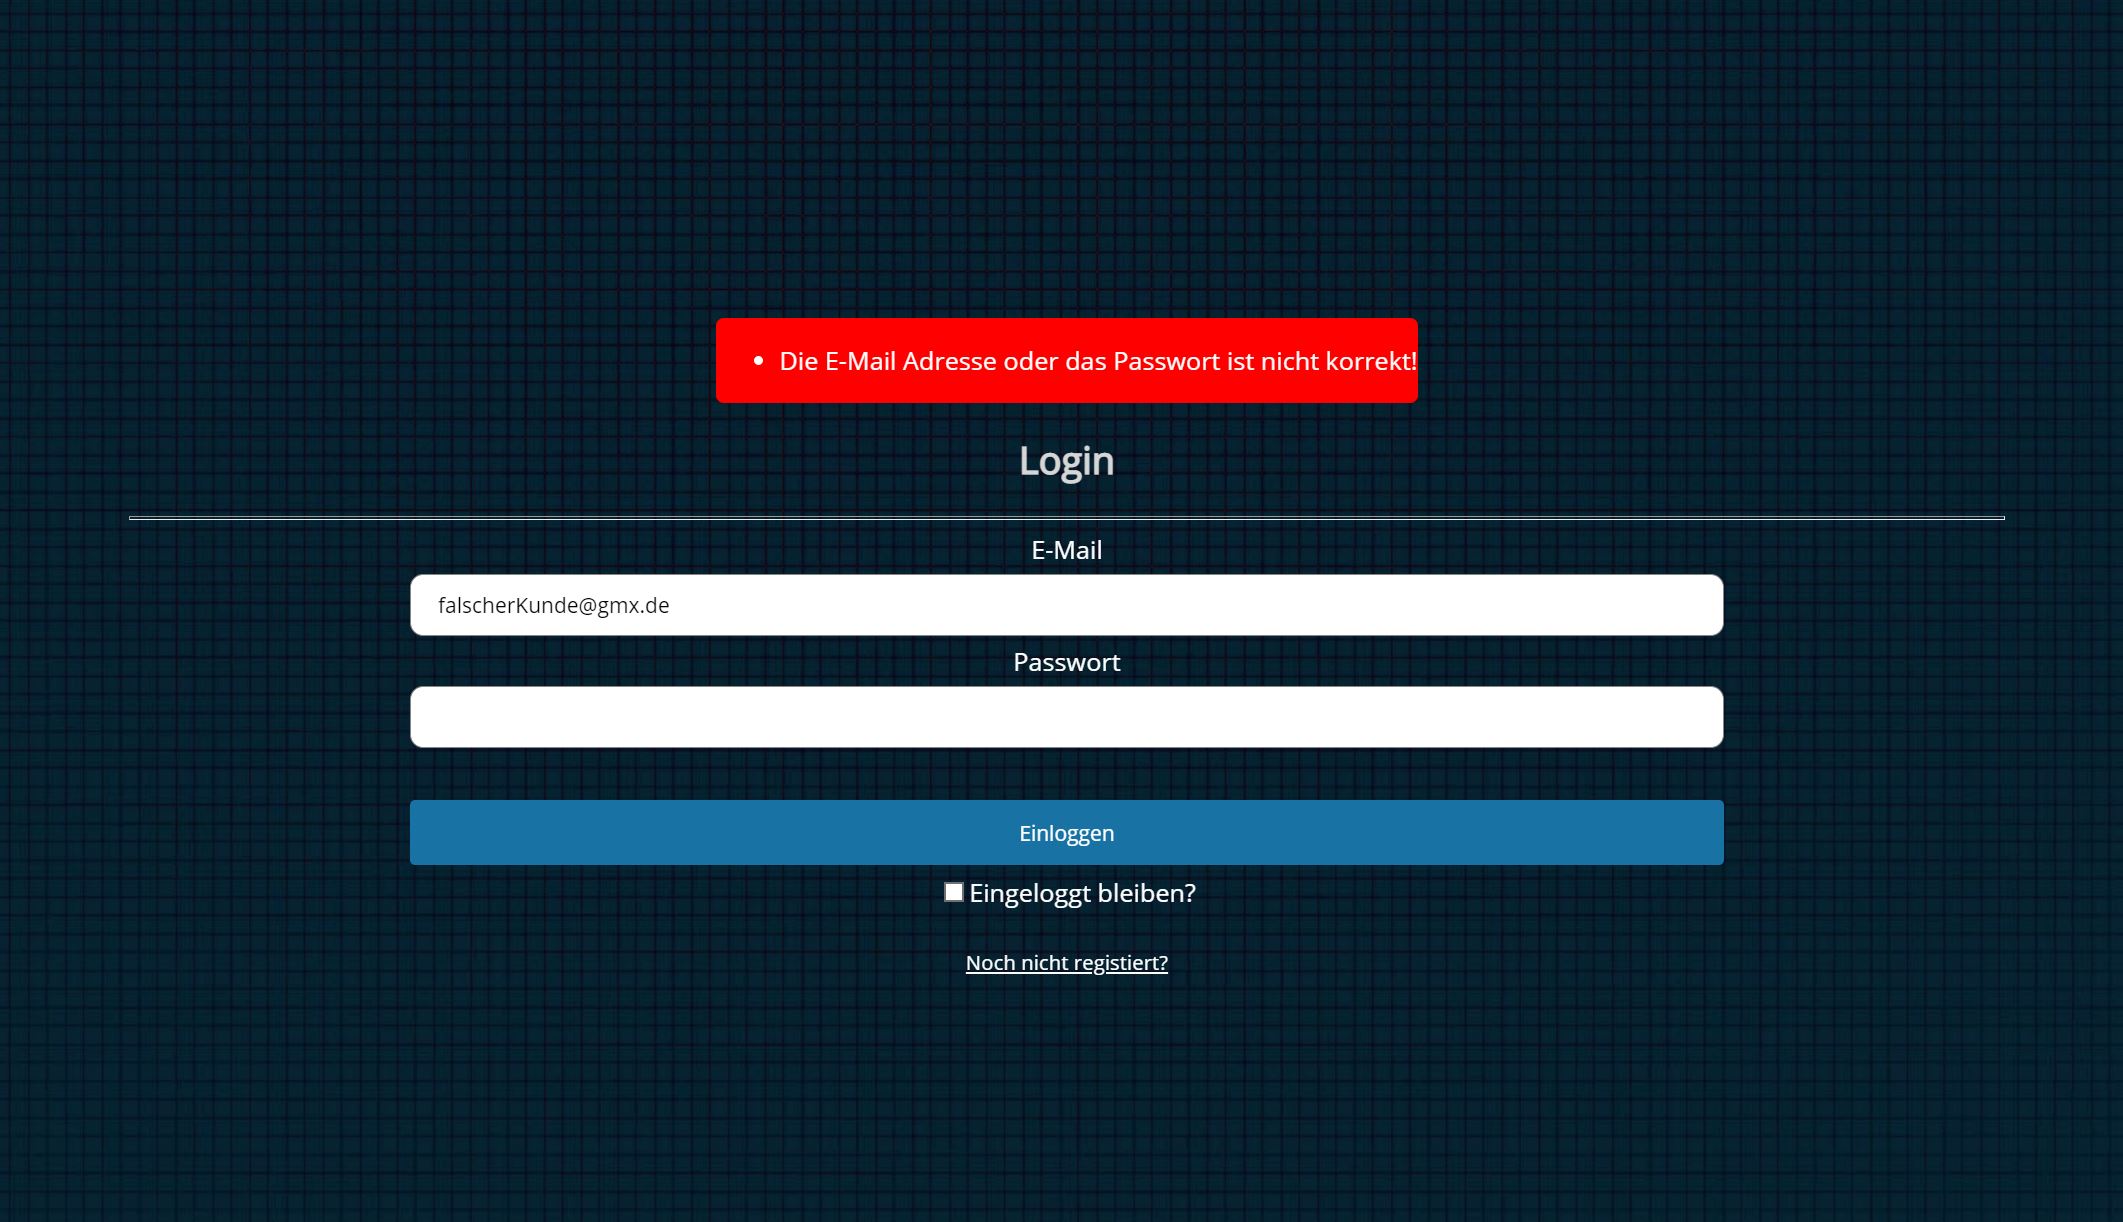 Die E-Mail Adresse oder das Passwort ist nicht korrekt!
Login
E-Mail
falscherKunde@gmx.de
Passwort
Einloggen
Eingeloggt bleiben?
Noch nicht registiert?